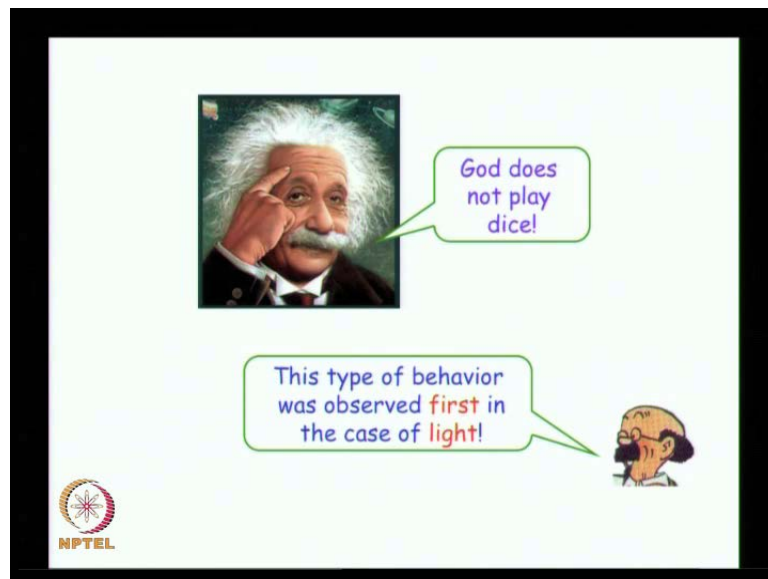 God does
not play
dice!
This type of behavior
was observed first in
the case of light!
NPTEL